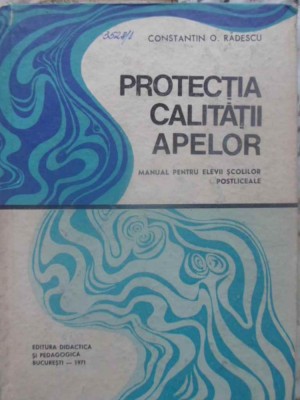 CONSTANTIN O. RĂDESCU
PROTECȚIA
CALITĂȚII
APELOR
MANUAL PENTRU ELEVII ȘCOLILOR
POSTLICEALE
EDITURA DIDACTICĂ
ȘI PEDAGOGICĂ
BUCUREȘTI — 1971